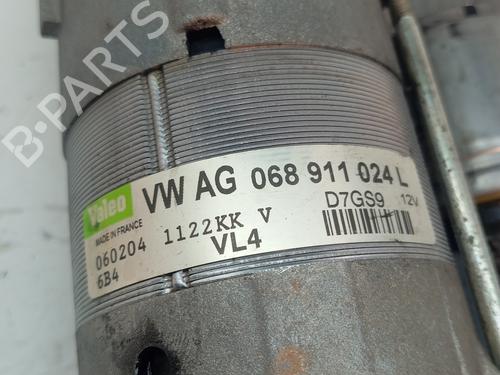 B-PARTS
Valeo VW AG 068 911 024 L
MADE IN FRANCE D7GS9 12V
060204 1122KK V
6B4 VL4